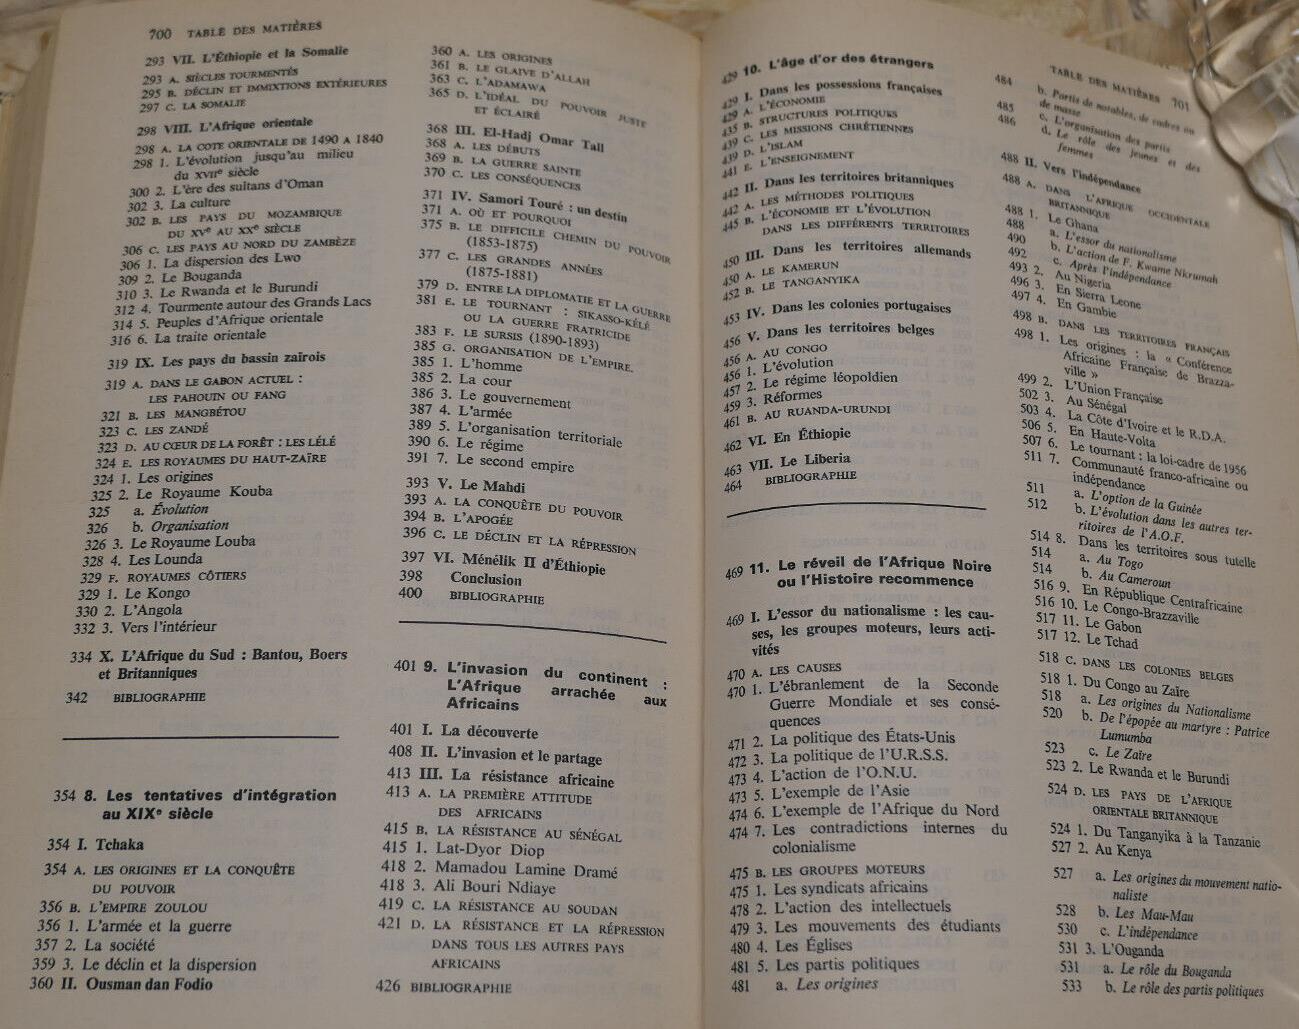 700 TABLE DES MATIÈRES
293 VII. L'Éthiopie et la Somalie
293 A. SIÈCLES TOURMENTÉS
295 B. DÉCLIN ET IMMIXTIONS EXTÉRIEURES
297 C. LA SOMALIE
298 VIII. L'Afrique orientale
298 A. LA COTE ORIENTALE DE 1490 A 1840
298 1. L'évolution jusqu'au milieu
du XVIIe siècle
300 2. L'ère des sultans d'Oman
302 3. La culture
302 B. LES PAYS DU MOZAMBIQUE
DU XVe AU XXe SIÈCLE
306 C. LES PAYS AU NORD DU ZAMBÈZE
306 1. La dispersion des Lwo
309 2. Le Bouganda
310 3. Le Rwanda et le Burundi
312 4. Tourmente autour des Grands Lacs
314 5. Peuples d'Afrique orientale
316 6. La traite orientale
319 IX. Les pays du bassin zaïrois
319 A. DANS LE GABON ACTUEL :
LES PAHOUIN OU FANG
321 B. LES MANGBÉTOU
323 C. LES ZANDÉ
323 D. AU CŒUR DE LA FORÊT : LES LÉLÉ
324 E. LES ROYAUMES DU HAUT-ZAÏRE
324 1. Les origines
325 2. Le Royaume Kouba
325 a. Évolution
326 b. Organisation
326 3. Le Royaume Louba
328 4. Les Lounda
329 F. ROYAUMES CÔTIERS
329 1. Le Kongo
330 2. L'Angola
332 3. Vers l'intérieur
334 X. L'Afrique du Sud : Bantou, Boers
et Britanniques
342 BIBLIOGRAPHIE
354 8. Les tentatives d'intégration
au XIXe siècle
354 I. Tchaka
354 A. LES ORIGINES ET LA CONQUÊTE
DU POUVOIR
356 B. L'EMPIRE ZOULOU
356 1. L'armée et la guerre
357 2. La société
359 3. Le déclin et la dispersion
360 II. Ousman dan Fodio
360 A. LES ORIGINES
361 B. LE GLAIVE D'ALLAH
363 C. L'ADAMAWA
365 D. L'IDÉAL DU POUVOIR JUSTE
ET ÉCLAIRÉ
368 III. El-Hadj Omar Tall
368 A. LES DÉBUTS
369 B. LA GUERRE SAINTE
370 C. LES CONSÉQUENCES
371 IV. Samori Touré : un destin
371 A. OÙ ET POURQUOI
375 B. LE DIFFICILE CHEMIN DU POUVOIR
(1853-1875)
377 C. LES GRANDES ANNÉES
(1875-1881)
379 D. ENTRE LA DIPLOMATIE ET LA GUERRE
381 E. LE TOURNANT : SIKASSO-KÉLÉ
OU LA GUERRE FRATRICIDE
383 F. LE SURSIS (1890-1893)
385 G. ORGANISATION DE L'EMPIRE.
385 1. L'homme
385 2. La cour
386 3. Le gouvernement
387 4. L'armée
389 5. L'organisation territoriale
390 6. Le régime
391 7. Le second empire
393 V. Le Mahdi
393 A. LA CONQUÊTE DU POUVOIR
394 B. L'APOGÉE
396 C. LE DÉCLIN ET LA RÉPRESSION
397 VI. Ménélik II d'Éthiopie
398 Conclusion
400 BIBLIOGRAPHIE
401 9. L'invasion du continent :
L'Afrique arrachée aux
Africains
401 I. La découverte
408 II. L'invasion et le partage
413 III. La résistance africaine
413 A. LA PREMIÈRE ATTITUDE
DES AFRICAINS
415 B. LA RÉSISTANCE AU SÉNÉGAL
415 1. Lat-Dyor Diop
418 2. Mamadou Lamine Dramé
418 3. Ali Bouri Ndiaye
419 C. LA RÉSISTANCE AU SOUDAN
421 D. LA RÉSISTANCE ET LA RÉPRESSION
DANS TOUS LES AUTRES PAYS
AFRICAINS
426 BIBLIOGRAPHIE
429 10. L'âge d'or des étrangers
429 I. Dans les possessions françaises
429 A. L'ÉCONOMIE
435 B. STRUCTURES POLITIQUES
439 C. LES MISSIONS CHRÉTIENNES
439 D. L'ISLAM
441 E. L'ENSEIGNEMENT
442 II. Dans les territoires britanniques
442 A. LES MÉTHODES POLITIQUES
445 B. L'ÉCONOMIE ET L'ÉVOLUTION
DANS LES DIFFÉRENTS TERRITOIRES
450 III. Dans les territoires allemands
450 A. LE KAMERUN
452 B. LE TANGANYIKA
453 IV. Dans les colonies portugaises
456 V. Dans les territoires belges
456 A. AU CONGO
456 1. L'évolution
457 2. Le régime léopoldien
459 3. Réformes
461 B. AU RUANDA-URUNDI
462 VI. En Éthiopie
463 VII. Le Liberia
464 BIBLIOGRAPHIE
469 11. Le réveil de l'Afrique Noire
ou l'Histoire recommence
469 I. L'essor du nationalisme : les cau-
ses, les groupes moteurs, leurs acti-
vités
470 A. LES CAUSES
470 1. L'ébranlement de la Seconde
Guerre Mondiale et ses consé-
quences
471 2. La politique des États-Unis
472 3. La politique de l'U.R.S.S.
473 4. L'action de l'O.N.U.
473 5. L'exemple de l'Asie
474 6. L'exemple de l'Afrique du Nord
474 7. Les contradictions internes du
colonialisme
475 B. LES GROUPES MOTEURS
475 1. Les syndicats africains
478 2. L'action des intellectuels
479 3. Les mouvements des étudiants
480 4. Les Églises
481 5. Les partis politiques
481 a. Les origines
TABLE DES MATIÈRES 701
484 b. Partis de notables, de cadres ou
de masse
485 c. L'organisation des partis
486 d. Le rôle des jeunes et des
femmes
488 II. Vers l'indépendance
488 A. DANS L'AFRIQUE OCCIDENTALE
BRITANNIQUE
488 1. Le Ghana
488 a. L'essor du nationalisme
490 b. L'action de F. Kwame Nkrumah
492 c. Après l'indépendance
493 2. Au Nigeria
496 3. En Sierra Leone
497 4. En Gambie
498 B. DANS LES TERRITOIRES FRANÇAIS
498 1. Les origines : la « Conférence
Africaine Française de Brazza-
ville »
499 2. L'Union Française
502 3. Au Sénégal
503 4. La Côte d'Ivoire et le R.D.A.
506 5. En Haute-Volta
507 6. Le tournant : la loi-cadre de 1956
511 7. Communauté franco-africaine ou
indépendance
511 a. L'option de la Guinée
512 b. L'évolution dans les autres ter-
ritoires de l'A.O.F.
514 8. Dans les territoires sous tutelle
514 a. Au Togo
514 b. Au Cameroun
516 9. En République Centrafricaine
516 10. Le Congo-Brazzaville
517 11. Le Gabon
517 12. Le Tchad
518 C. DANS LES COLONIES BELGES
518 1. Du Congo au Zaïre
518 a. Les origines du Nationalisme
520 b. De l'épopée au martyre : Patrice
Lumumba
523 c. Le Zaïre
523 2. Le Rwanda et le Burundi
524 D. LES PAYS DE L'AFRIQUE
ORIENTALE BRITANNIQUE
524 1. Du Tanganyika à la Tanzanie
527 2. Au Kenya
527 a. Les origines du mouvement natio-
naliste
528 b. Les Mau-Mau
530 c. L'indépendance
531 3. L'Ouganda
531 a. Le rôle du Bouganda
533 b. Le rôle des partis politiques